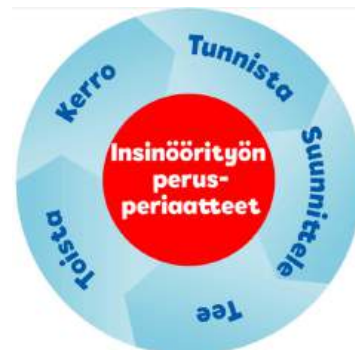 Insinöörityön
perus-
periaatteet
Tunnista
Suunnittele
Tee
Toista
Kerro